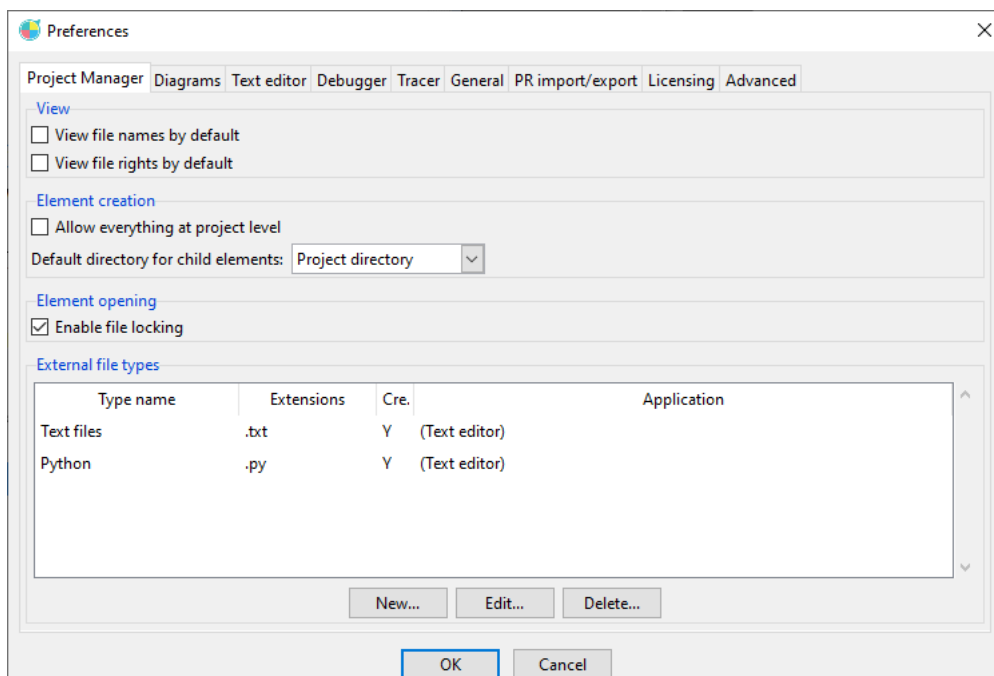 Preferences
Project Manager Diagrams Text editor Debugger Tracer General PR import/export Licensing Advanced
View
View file names by default
View file rights by default
Element creation
Allow everything at project level
Default directory for child elements: Project directory
Element opening
Enable file locking
External file types
Type name Extensions Cre. Application
Text files .txt Y (Text editor)
Python .py Y (Text editor)
New... Edit... Delete...
OK Cancel